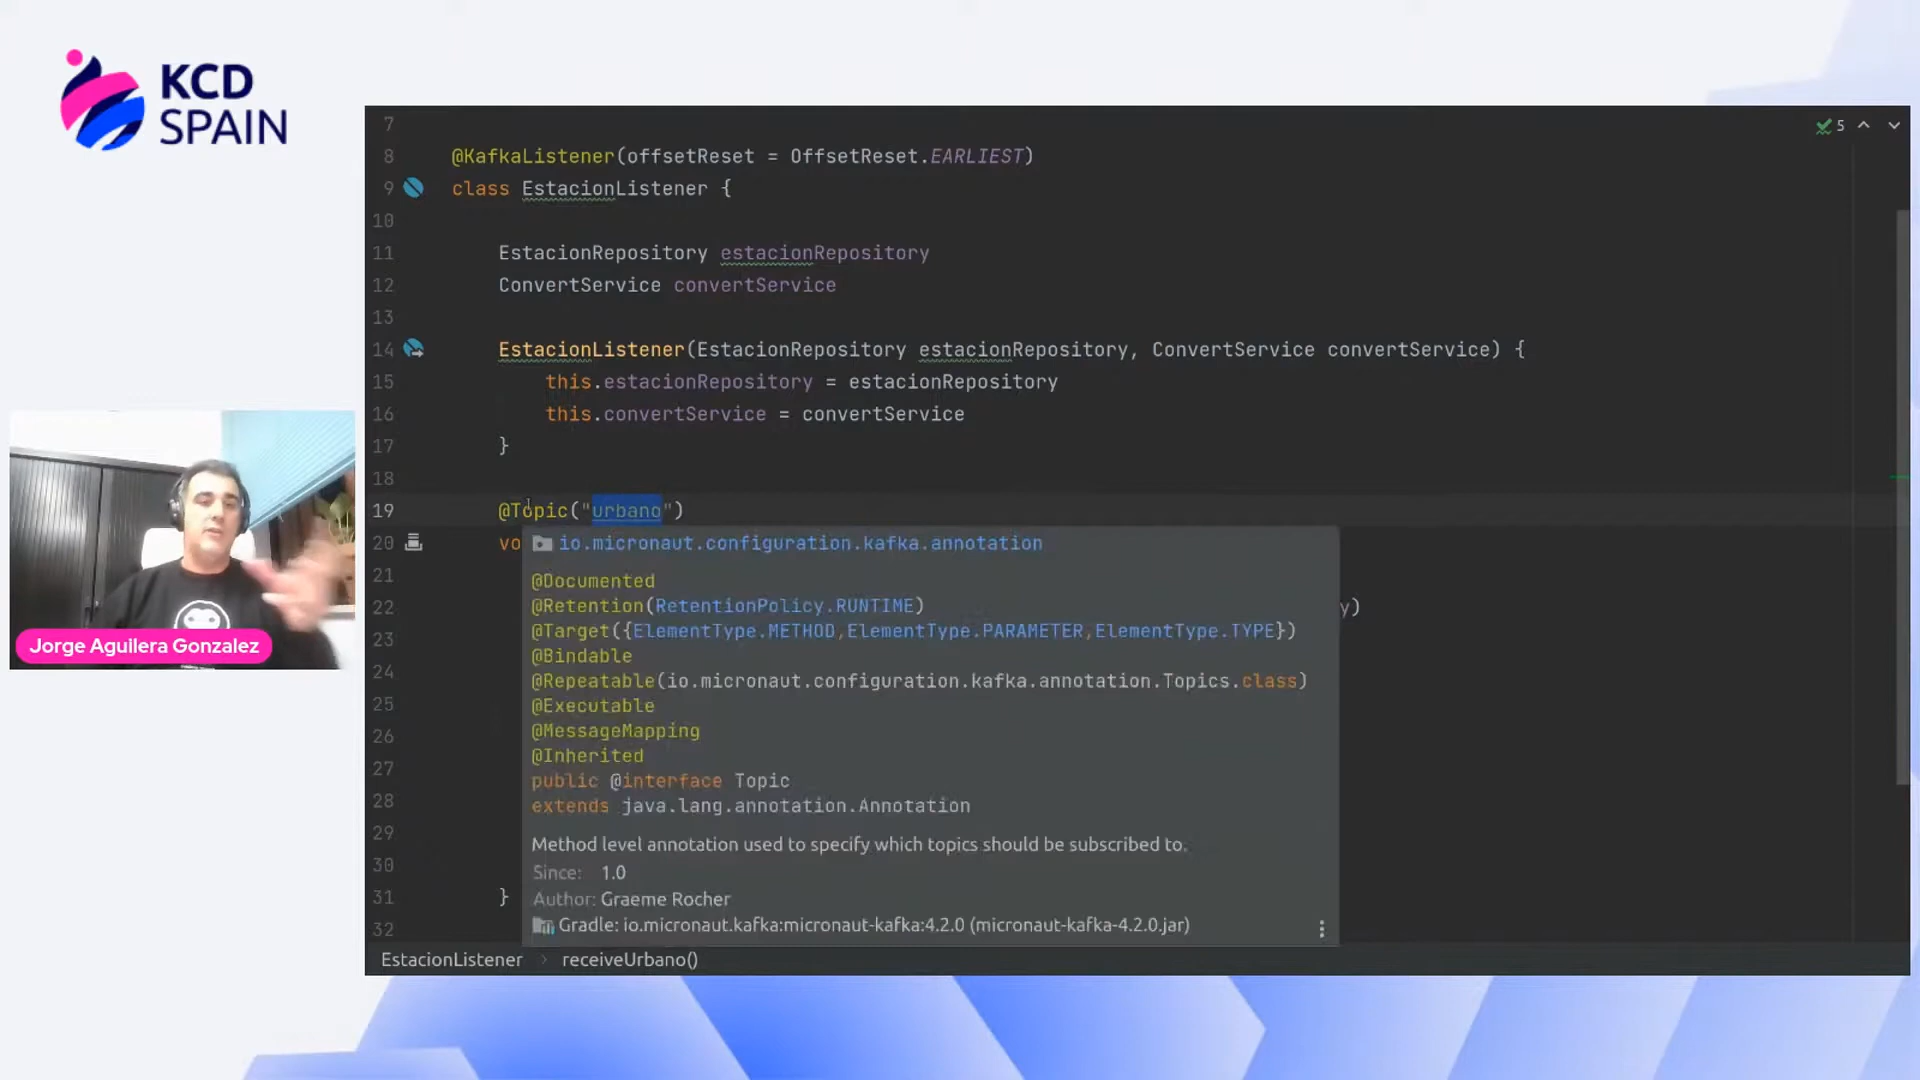 KCD
SPAIN
7
5
8 @KafkaListener(offsetReset = OffsetReset.EARLIEST)
9 class EstacionListener {
10
11 EstacionRepository estacionRepository
12 ConvertService convertService
13
14 EstacionListener(EstacionRepository estacionRepository, ConvertService convertService) {
15 this.estacionRepository = estacionRepository
16 this.convertService = convertService
17 }
18
19 @Topic("urbano")
20 vo
io.micronaut.configuration.kafka.annotation
21 @Documented
22 @Retention(RetentionPolicy.RUNTIME) y)
23 @Target({ElementType.METHOD,ElementType.PARAMETER,ElementType.TYPE})
@Bindable
24 @Repeatable(io.micronaut.configuration.kafka.annotation.Topics.class)
25 @Executable
26 @MessageMapping
27 @Inherited
public @interface Topic
28 extends java.lang.annotation.Annotation
29 Method level annotation used to specify which topics should be subscribed to.
30 Since: 1.0
31 } Author: Graeme Rocher
32 Gradle: io.micronaut.kafka:micronaut-kafka:4.2.0 (micronaut-kafka-4.2.0.jar)
EstacionListener > receiveUrbano()
Jorge Aguilera Gonzalez